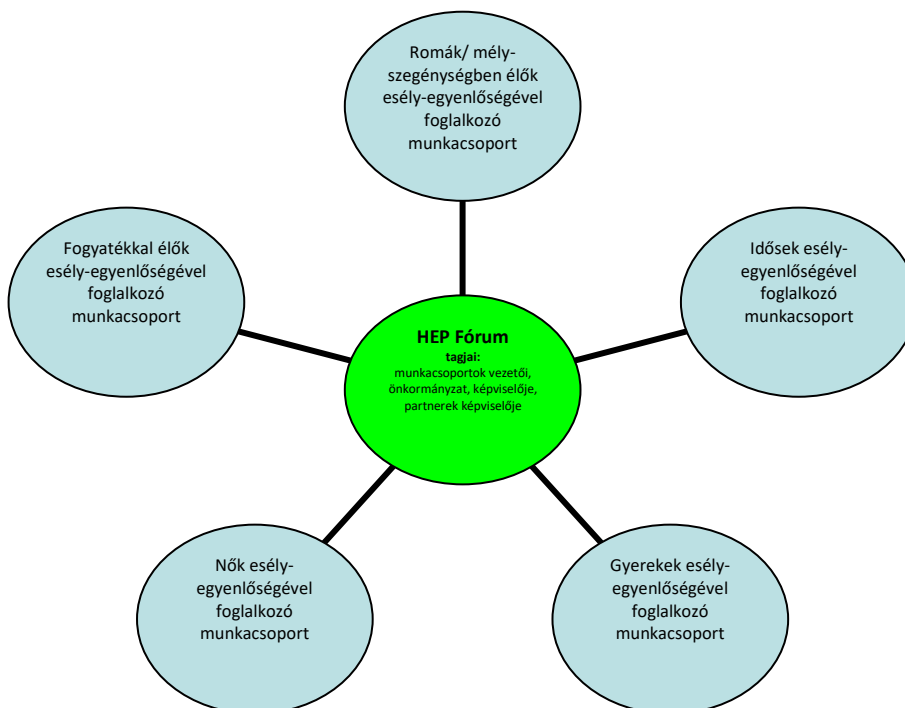 Romák/ mély-
szegénységben élők
esély-egyenlőségével
foglalkozó
munkacsoport
Fogyatékkal élők
esély-egyenlőségével
foglalkozó
munkacsoport
Idősek esély-
egyenlőségével
foglalkozó
munkacsoport
HEP Fórum
tagjai:
munkacsoportok vezetői,
önkormányzat, képviselője,
partnerek képviselője
Nők esély-
egyenlőségével
foglalkozó
munkacsoport
Gyerekek esély-
egyenlőségével
foglalkozó
munkacsoport